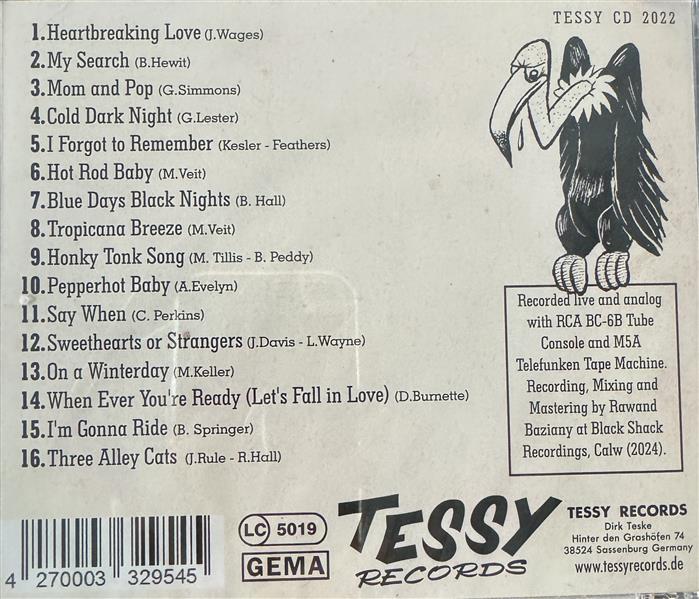 TESSY CD 2022
1.Heartbreaking Love (J.Wages)
2.My Search (B.Hewit)
3.Mom and Pop (G.Simmons)
4.Cold Dark Night (G.Lester)
5.I Forgot to Remember (Kesler - Feathers)
6.Hot Rod Baby (M.Veit)
7.Blue Days Black Nights (B. Hall)
8.Tropicana Breeze (M.Veit)
9.Honky Tonk Song (M. Tillis - B. Peddy)
10.Pepperhot Baby (A.Evelyn)
11.Say When (C. Perkins)
12.Sweethearts or Strangers (J.Davis - L.Wayne)
13.On a Winterday (M.Keller)
14.When Ever You're Ready (Let's Fall in Love) (D.Burnette)
15.I'm Gonna Ride (B. Springer)
16.Three Alley Cats (J.Rule - R.Hall)
Recorded live and analog
with RCA BC-6B Tube
Console and M5A
Telefunken Tape Machine.
Recording, Mixing and
Mastering by Rawand
Baziany at Black Shack
Recordings, Calw (2024).
4 270003 329545
LC 5019
GEMA
TESSY
RECORDS
TESSY RECORDS
Dirk Teske
Hinter den Grashöfen 74
38524 Sassenburg Germany
www.tessyrecords.de